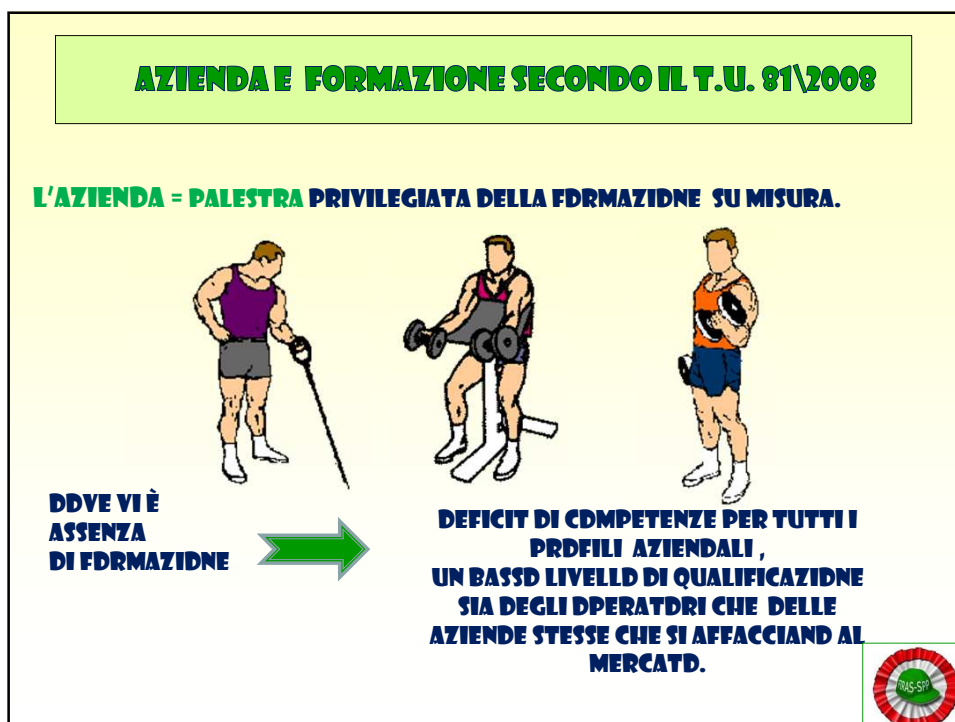 AZIENDA E FORMAZIONE SECONDO IL T.U. 81\2008
L'AZIENDA = PALESTRA PRIVILEGIATA DELLA FORMAZIONE SU MISURA.
DOVE VI È
ASSENZA
DI FORMAZIONE
DEFICIT DI COMPETENZE PER TUTTI I
PROFILI AZIENDALI ,
UN BASSO LIVELLO DI QUALIFICAZIONE
SIA DEGLI OPERATORI CHE DELLE
AZIENDE STESSE CHE SI AFFACCIANO AL
MERCATO.
FIRAS-SPP